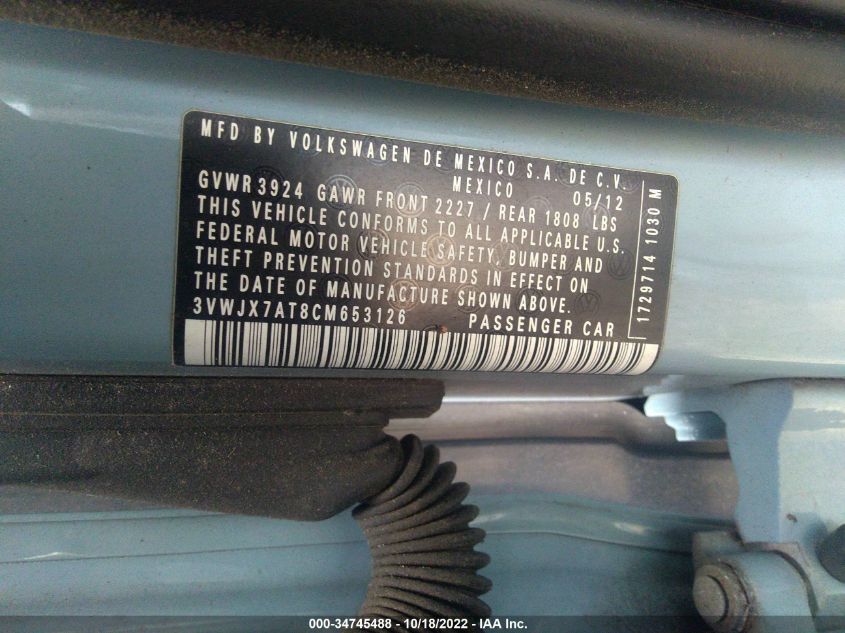 MFD BY VOLKSWAGEN DE MEXICO S.A. DE C.V.
MEXICO 05/12
GVWR 3924 GAWR FRONT 2227 / REAR 1808 LBS
THIS VEHICLE CONFORMS TO ALL APPLICABLE U.S.
FEDERAL MOTOR VEHICLE SAFETY, BUMPER AND
THEFT PREVENTION STANDARDS IN EFFECT ON
THE DATE OF MANUFACTURE SHOWN ABOVE.
3VWJX7AT8CM653126 PASSENGER CAR
1729714 1030 M
000-34745488 - 10/18/2022 - IAA Inc.